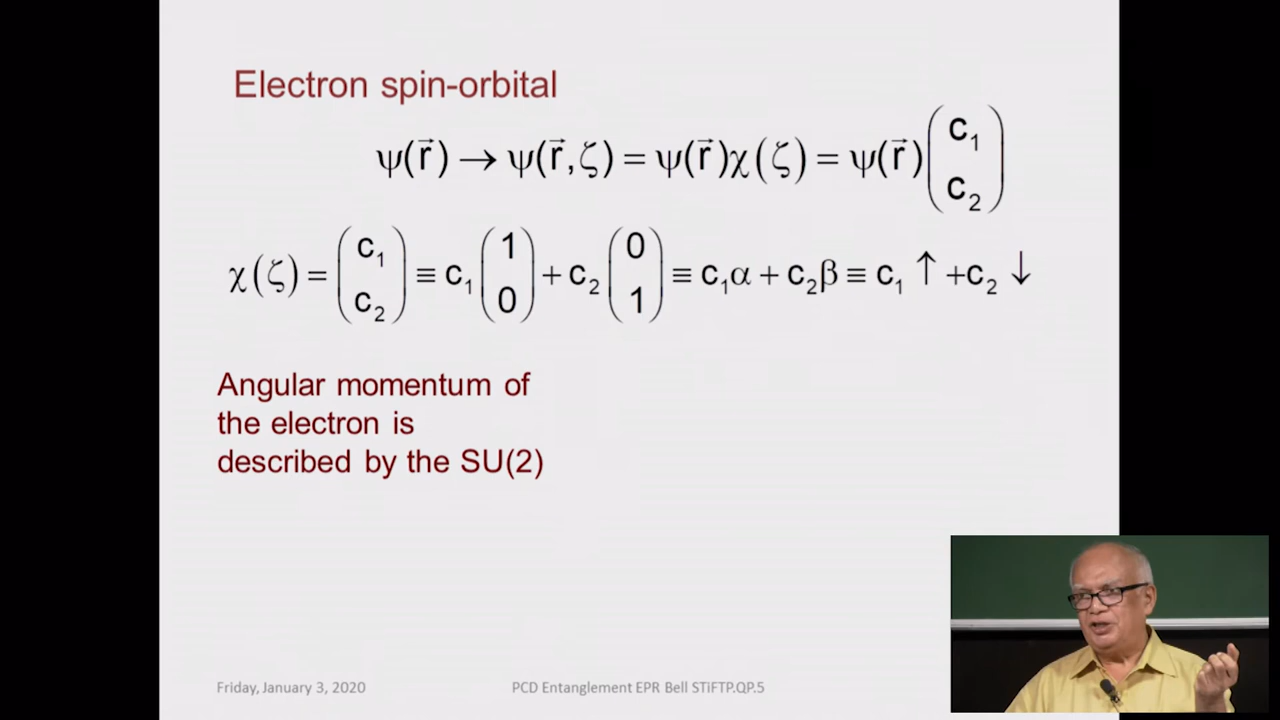 Electron spin-orbital
ψ(r⃗) → ψ(r⃗,ζ) = ψ(r⃗)χ(ζ) = ψ(r⃗)(c₁ c₂)
χ(ζ) = (c₁ c₂) ≡ c₁(1 0) + c₂(0 1) ≡ c₁α + c₂β ≡ c₁ ↑ +c₂ ↓
Angular momentum of
the electron is
described by the SU(2)
Friday, January 3, 2020
PCD Entanglement EPR Bell STiFTP.QP.5